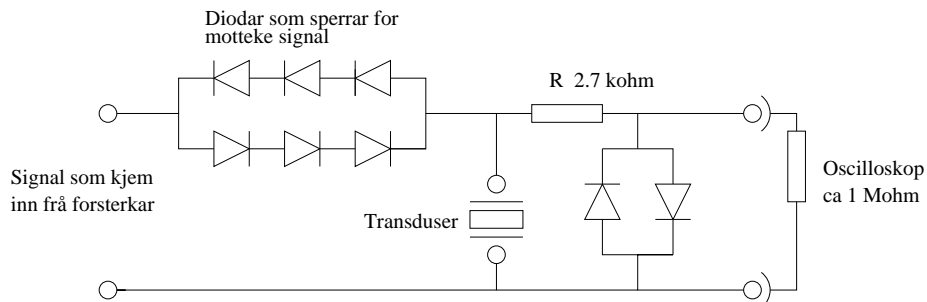 Diodar som sperrar for
motteke signal
R 2.7 kohm
Signal som kjem
inn frå forsterkar
Transduser
Oscilloskop
ca 1 Mohm